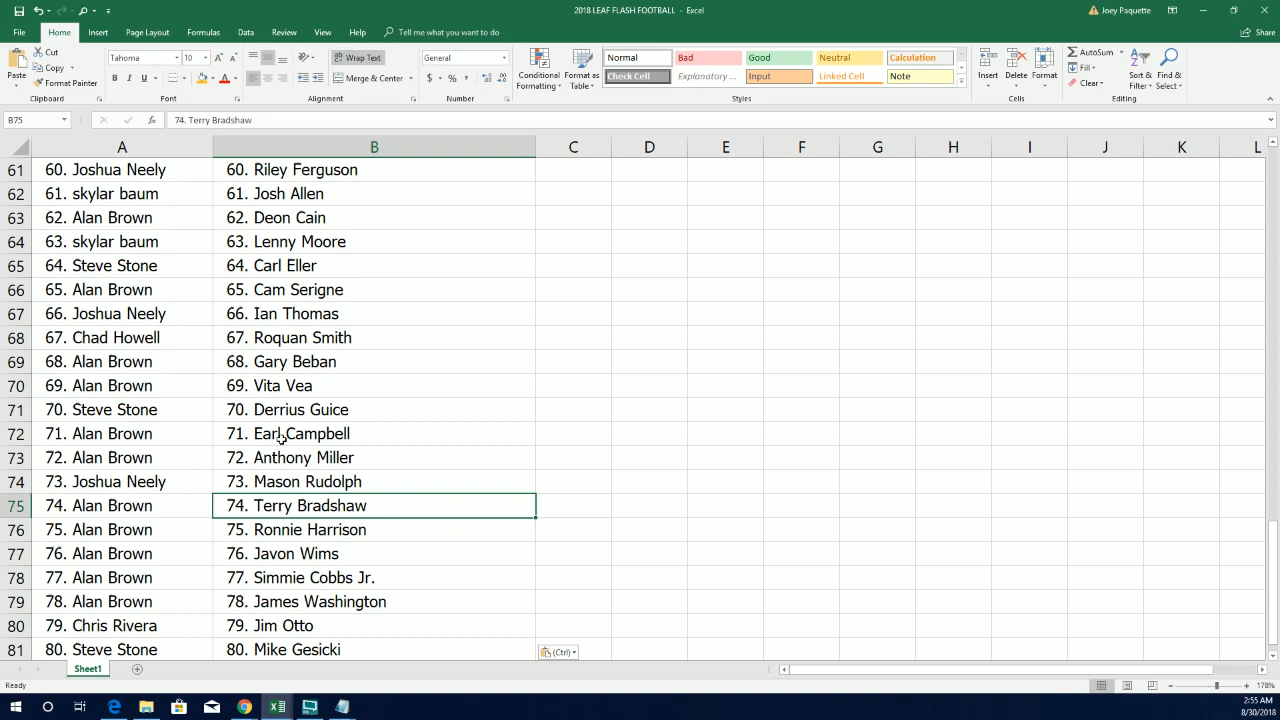 2018 LEAF FLASH FOOTBALL - Excel
Joey Paquette
File Home Insert Page Layout Formulas Data Review View Help Tell me what you want to do Share
Paste
Cut
Copy
Format Painter
Clipboard
Tahoma 10
B I U
Font
Wrap Text
Merge & Center
Alignment
General
$ % ,
Number
Conditional Formatting
Format as Table
Normal Bad Good Neutral Calculation
Check Cell Explanatory ... Input Linked Cell Note
Styles
Insert Delete Format
Cells
AutoSum
Fill
Clear
Sort & Filter
Find & Select
Editing
B75 fx 74. Terry Bradshaw
A B C D E F G H I J K L
61 60. Joshua Neely 60. Riley Ferguson
62 61. skylar baum 61. Josh Allen
63 62. Alan Brown 62. Deon Cain
64 63. skylar baum 63. Lenny Moore
65 64. Steve Stone 64. Carl Eller
66 65. Alan Brown 65. Cam Serigne
67 66. Joshua Neely 66. Ian Thomas
68 67. Chad Howell 67. Roquan Smith
69 68. Alan Brown 68. Gary Beban
70 69. Alan Brown 69. Vita Vea
71 70. Steve Stone 70. Derrius Guice
72 71. Alan Brown 71. Earl Campbell
73 72. Alan Brown 72. Anthony Miller
74 73. Joshua Neely 73. Mason Rudolph
75 74. Alan Brown 74. Terry Bradshaw
76 75. Alan Brown 75. Ronnie Harrison
77 76. Alan Brown 76. Javon Wims
78 77. Alan Brown 77. Simmie Cobbs Jr.
79 78. Alan Brown 78. James Washington
80 79. Chris Rivera 79. Jim Otto
81 80. Steve Stone 80. Mike Gesicki
(Ctrl)
Sheet1
Ready
178%
2:55 AM
8/30/2018